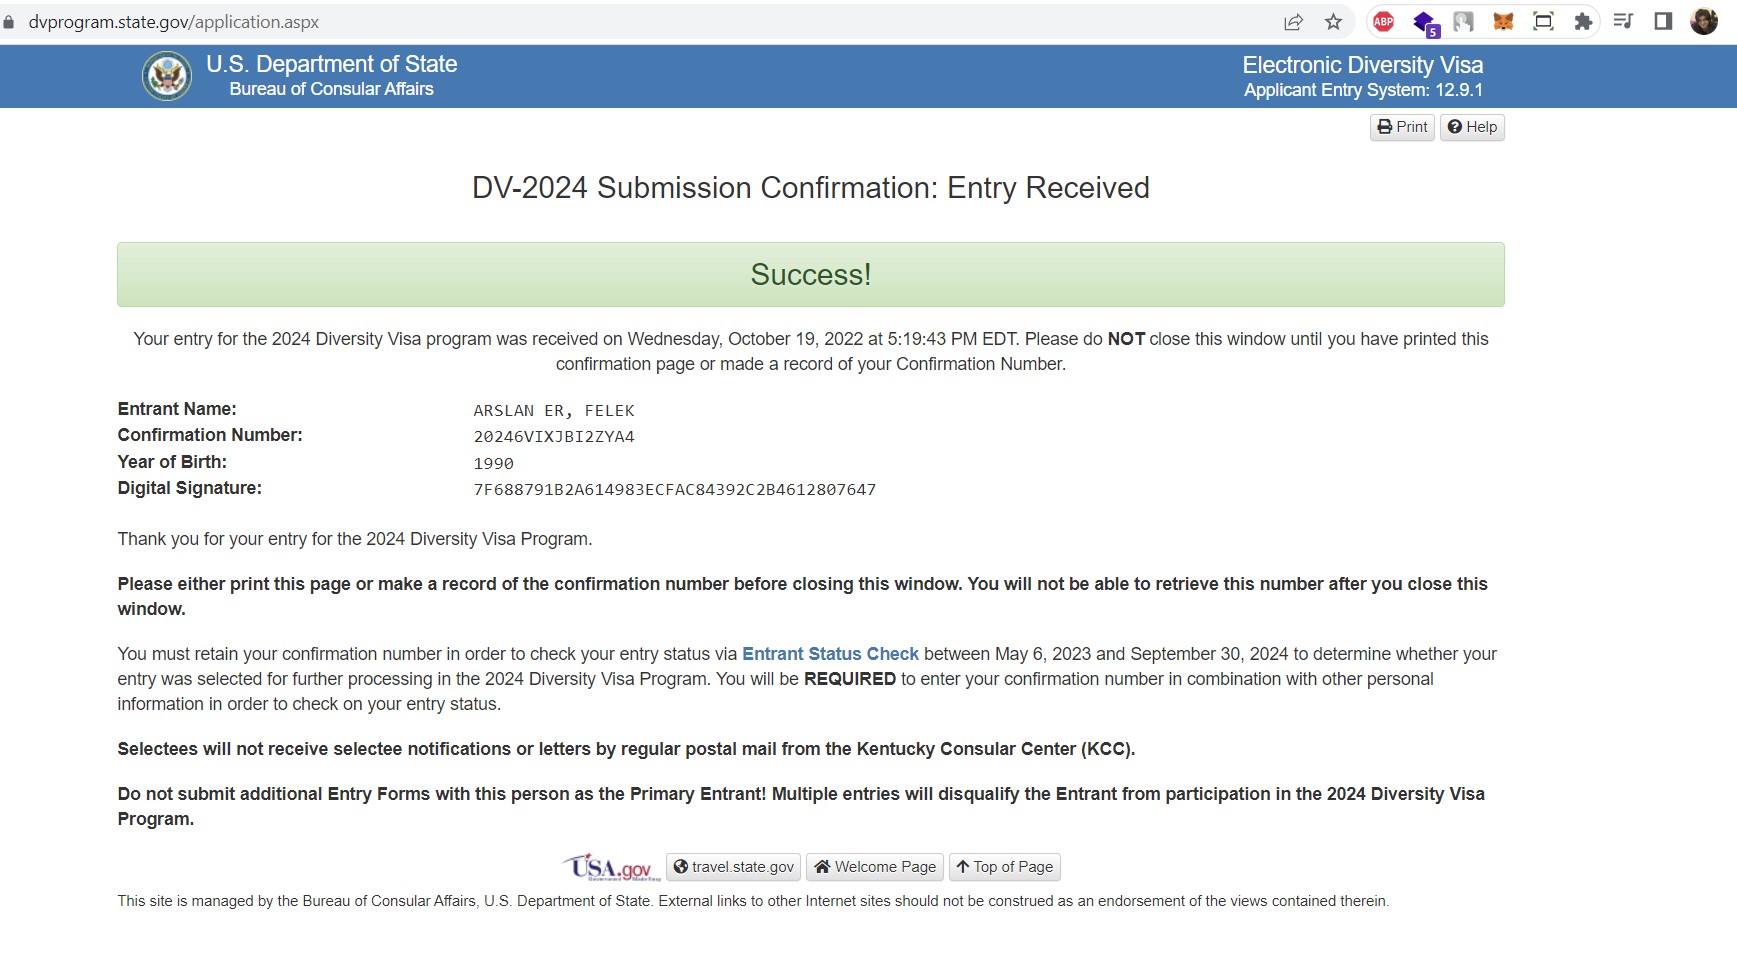 dvprogram.state.gov/application.aspx
ABP
5
U.S. Department of State
Bureau of Consular Affairs
Electronic Diversity Visa
Applicant Entry System: 12.9.1
Print
Help
DV-2024 Submission Confirmation: Entry Received
Success!
Your entry for the 2024 Diversity Visa program was received on Wednesday, October 19, 2022 at 5:19:43 PM EDT. Please do NOT close this window until you have printed this
confirmation page or made a record of your Confirmation Number.
Entrant Name: ARSLAN ER, FELEK
Confirmation Number: 20246VIXJBI2ZYA4
Year of Birth: 1990
Digital Signature: 7F688791B2A614983ECFAC84392C2B4612807647
Thank you for your entry for the 2024 Diversity Visa Program.
Please either print this page or make a record of the confirmation number before closing this window. You will not be able to retrieve this number after you close this
window.
You must retain your confirmation number in order to check your entry status via Entrant Status Check between May 6, 2023 and September 30, 2024 to determine whether your
entry was selected for further processing in the 2024 Diversity Visa Program. You will be REQUIRED to enter your confirmation number in combination with other personal
information in order to check on your entry status.
Selectees will not receive selectee notifications or letters by regular postal mail from the Kentucky Consular Center (KCC).
Do not submit additional Entry Forms with this person as the Primary Entrant! Multiple entries will disqualify the Entrant from participation in the 2024 Diversity Visa
Program.
USA.gov
travel.state.gov
Welcome Page
Top of Page
This site is managed by the Bureau of Consular Affairs, U.S. Department of State. External links to other Internet sites should not be construed as an endorsement of the views contained therein.